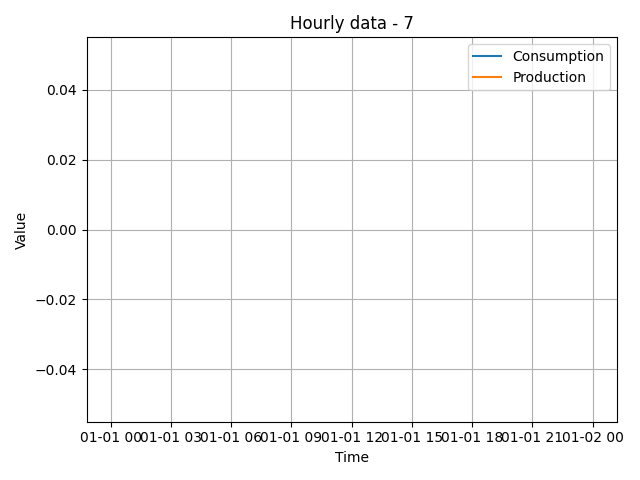 Hourly data - 7
Consumption
Production
0.04
0.02
0.00
−0.02
−0.04
Value
01-01 00 01-01 03 01-01 06 01-01 09 01-01 12 01-01 15 01-01 18 01-01 21 01-02 00
Time